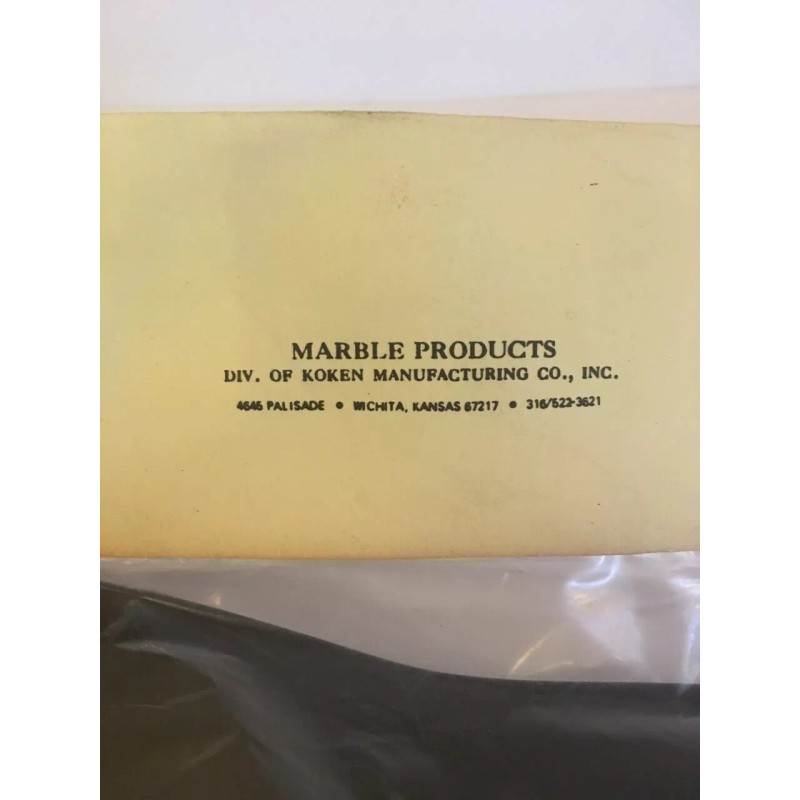 MARBLE PRODUCTS
DIV. OF KOKEN MANUFACTURING CO., INC.
4646 PALISADE • WICHITA, KANSAS 67217 • 316/522-3621